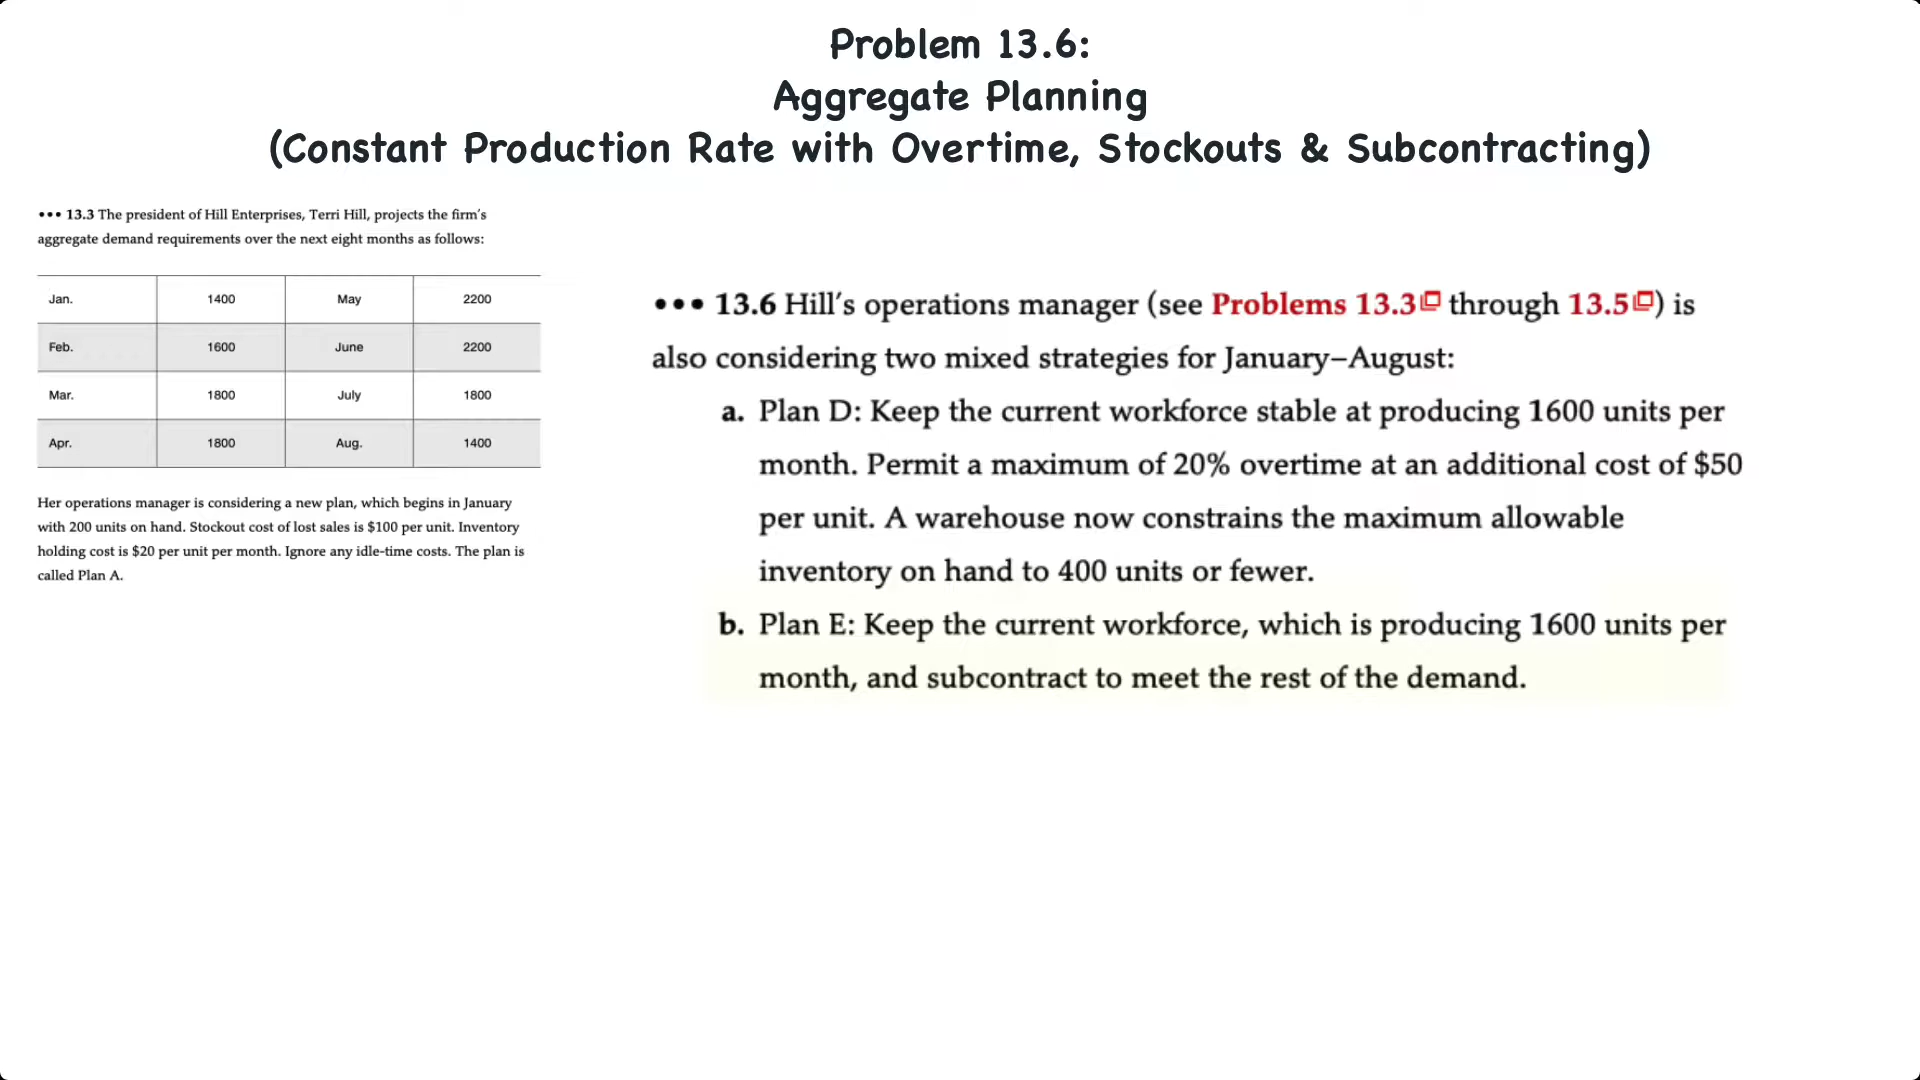 Problem 13.6:
Aggregate Planning
(Constant Production Rate with Overtime, Stockouts & Subcontracting)
••• 13.3 The president of Hill Enterprises, Terri Hill, projects the firm's
aggregate demand requirements over the next eight months as follows:
Jan. 1400 May 2200
Feb. 1600 June 2200
Mar. 1800 July 1800
Apr. 1800 Aug. 1400
Her operations manager is considering a new plan, which begins in January
with 200 units on hand. Stockout cost of lost sales is $100 per unit. Inventory
holding cost is $20 per unit per month. Ignore any idle-time costs. The plan is
called Plan A.
••• 13.6 Hill's operations manager (see Problems 13.3 through 13.5) is
also considering two mixed strategies for January–August:
a. Plan D: Keep the current workforce stable at producing 1600 units per
month. Permit a maximum of 20% overtime at an additional cost of $50
per unit. A warehouse now constrains the maximum allowable
inventory on hand to 400 units or fewer.
b. Plan E: Keep the current workforce, which is producing 1600 units per
month, and subcontract to meet the rest of the demand.